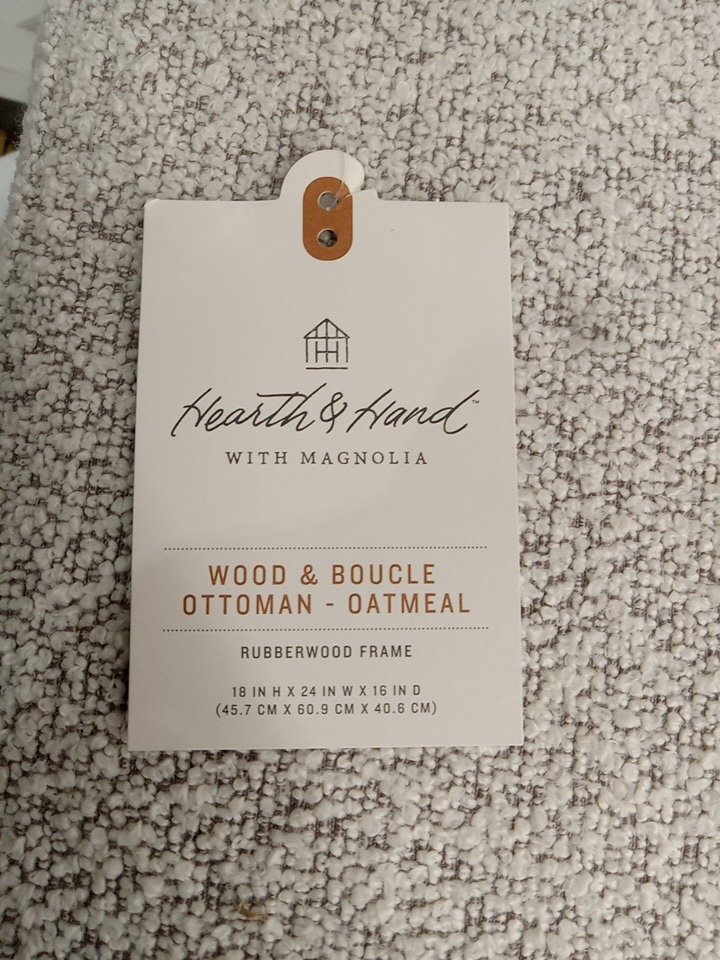 Hearth & Hand™
WITH MAGNOLIA
WOOD & BOUCLE
OTTOMAN - OATMEAL
RUBBERWOOD FRAME
18 IN H X 24 IN W X 16 IN D
(45.7 CM X 60.9 CM X 40.6 CM)